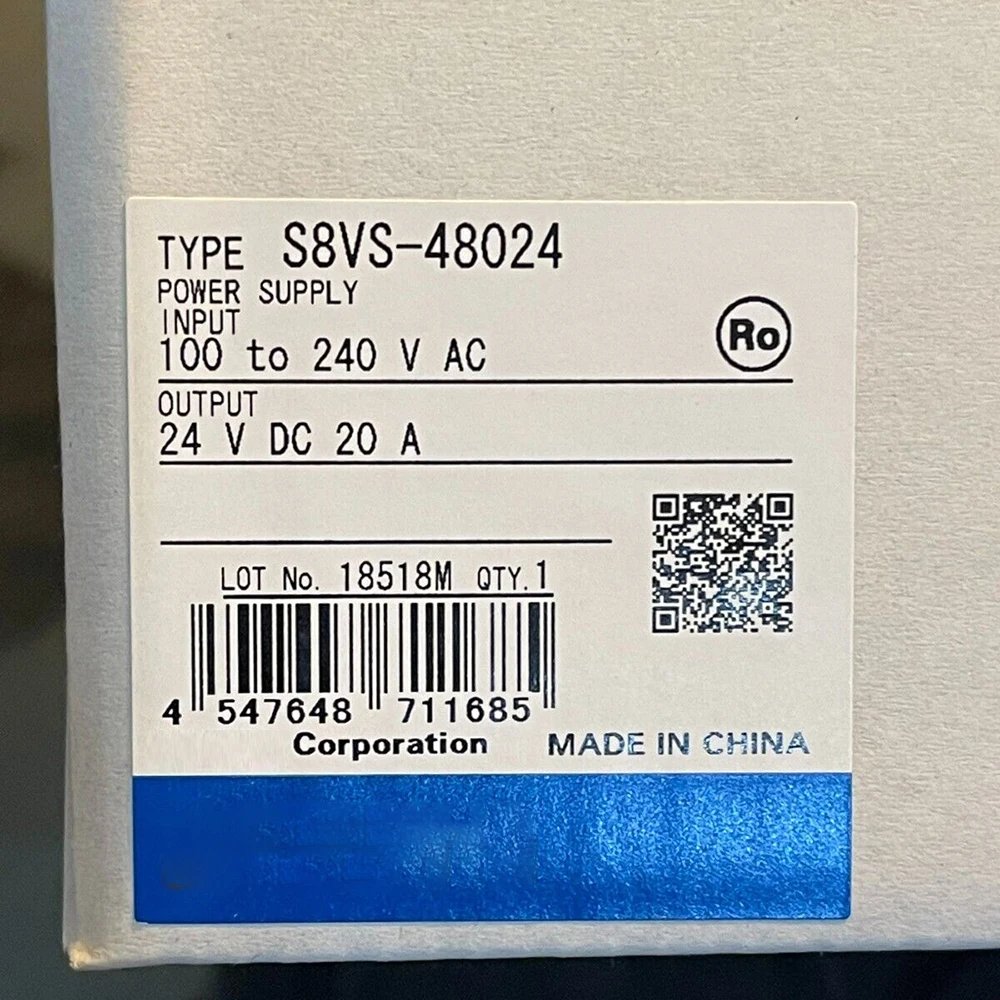 TYPE S8VS-48024
POWER SUPPLY
INPUT
100 to 240 V AC
Ro
OUTPUT
24 V DC 20 A
LOT No. 18518M QTY.1
4 547648 711685
Corporation MADE IN CHINA